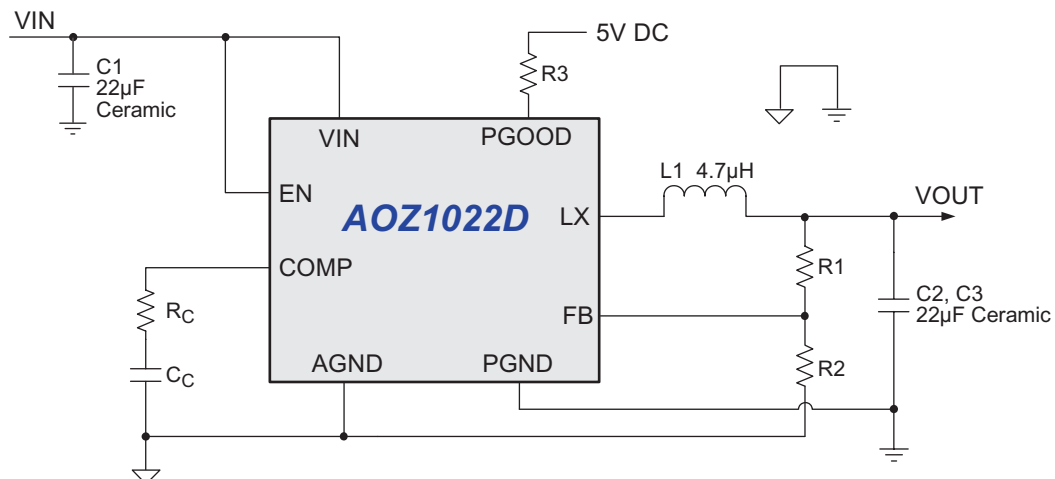 VIN
5V DC
C1
22µF
Ceramic
R3
VIN
PGOOD
L1 4.7µH
EN
VOUT
AOZ1022D
LX
COMP
R1
C2, C3
22µF Ceramic
RC
FB
AGND
PGND
R2
CC